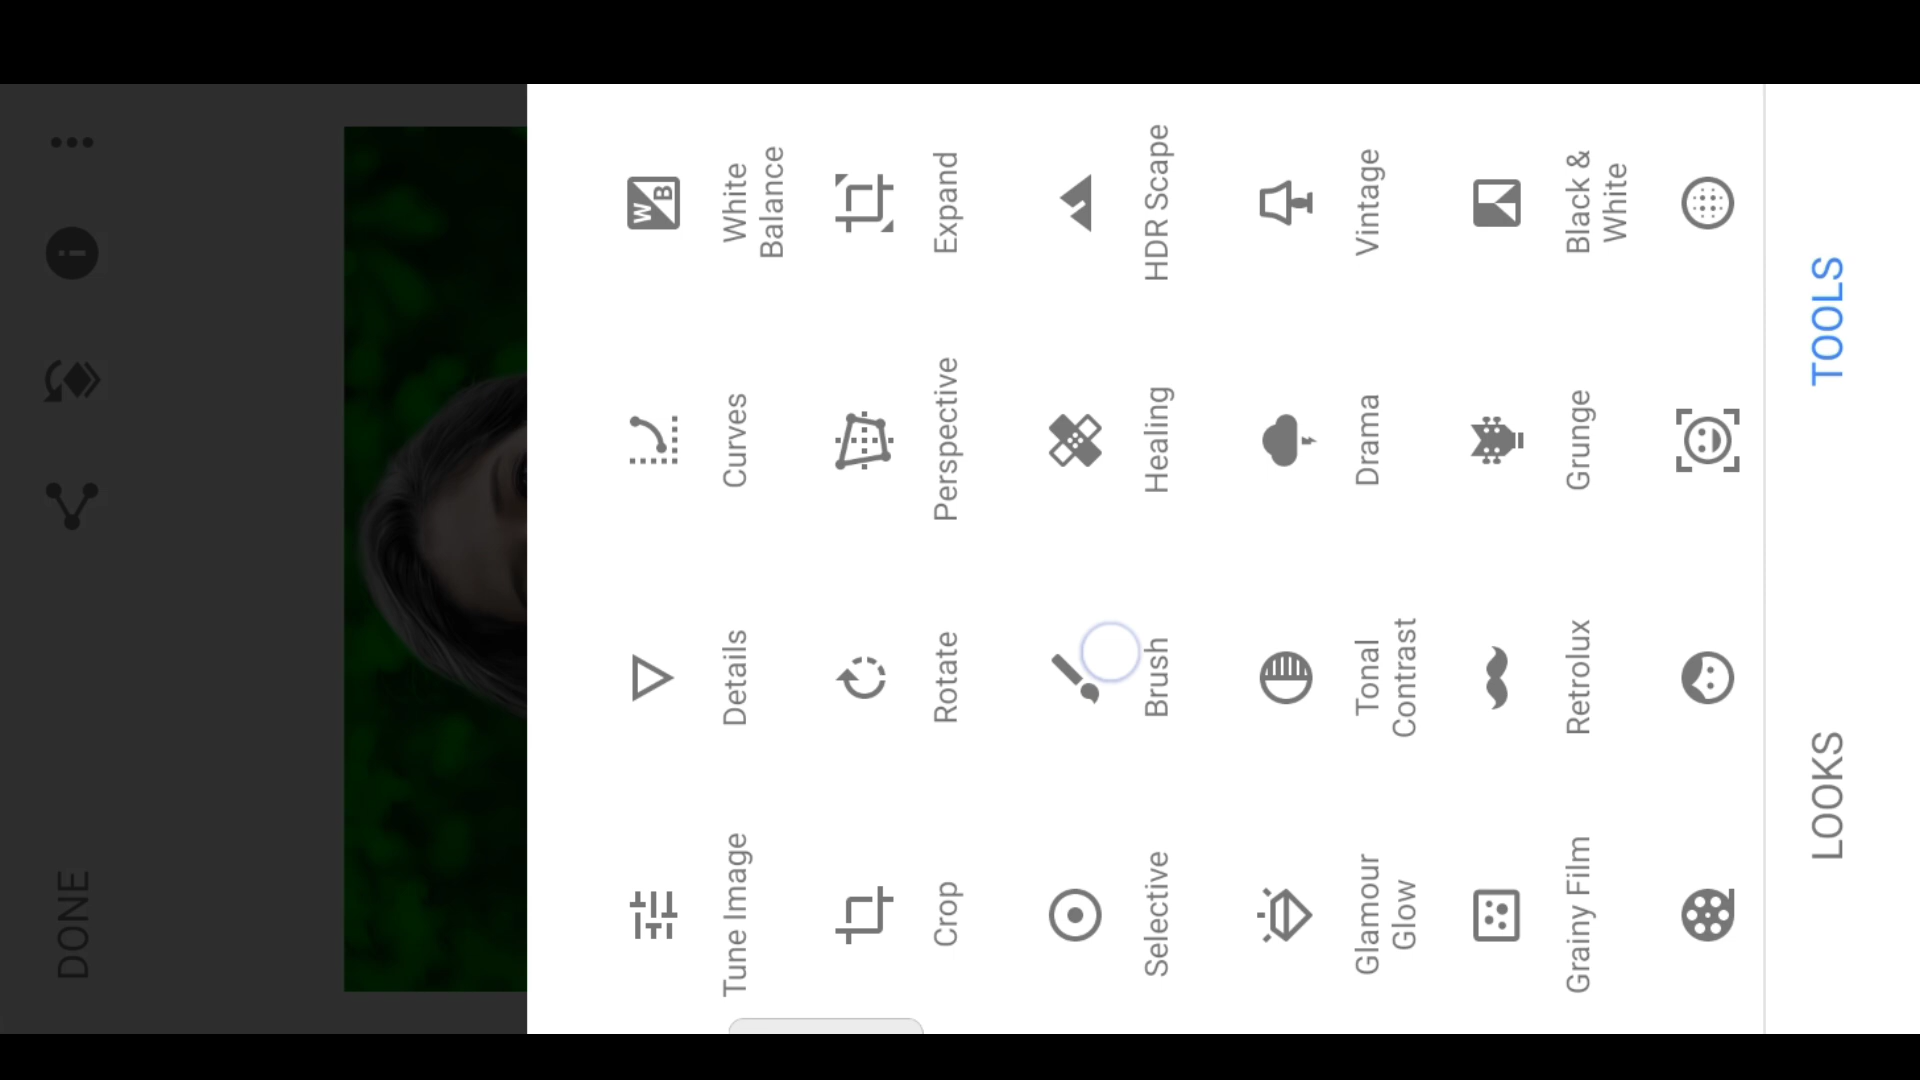 DONE
Tune Image
Details
Curves
White
Balance
Crop
Rotate
Perspective
Expand
Selective
Brush
Healing
HDR Scape
Glamour
Glow
Tonal
Contrast
Drama
Vintage
Grainy Film
Retrolux
Grunge
Black &
White
LOOKS
TOOLS